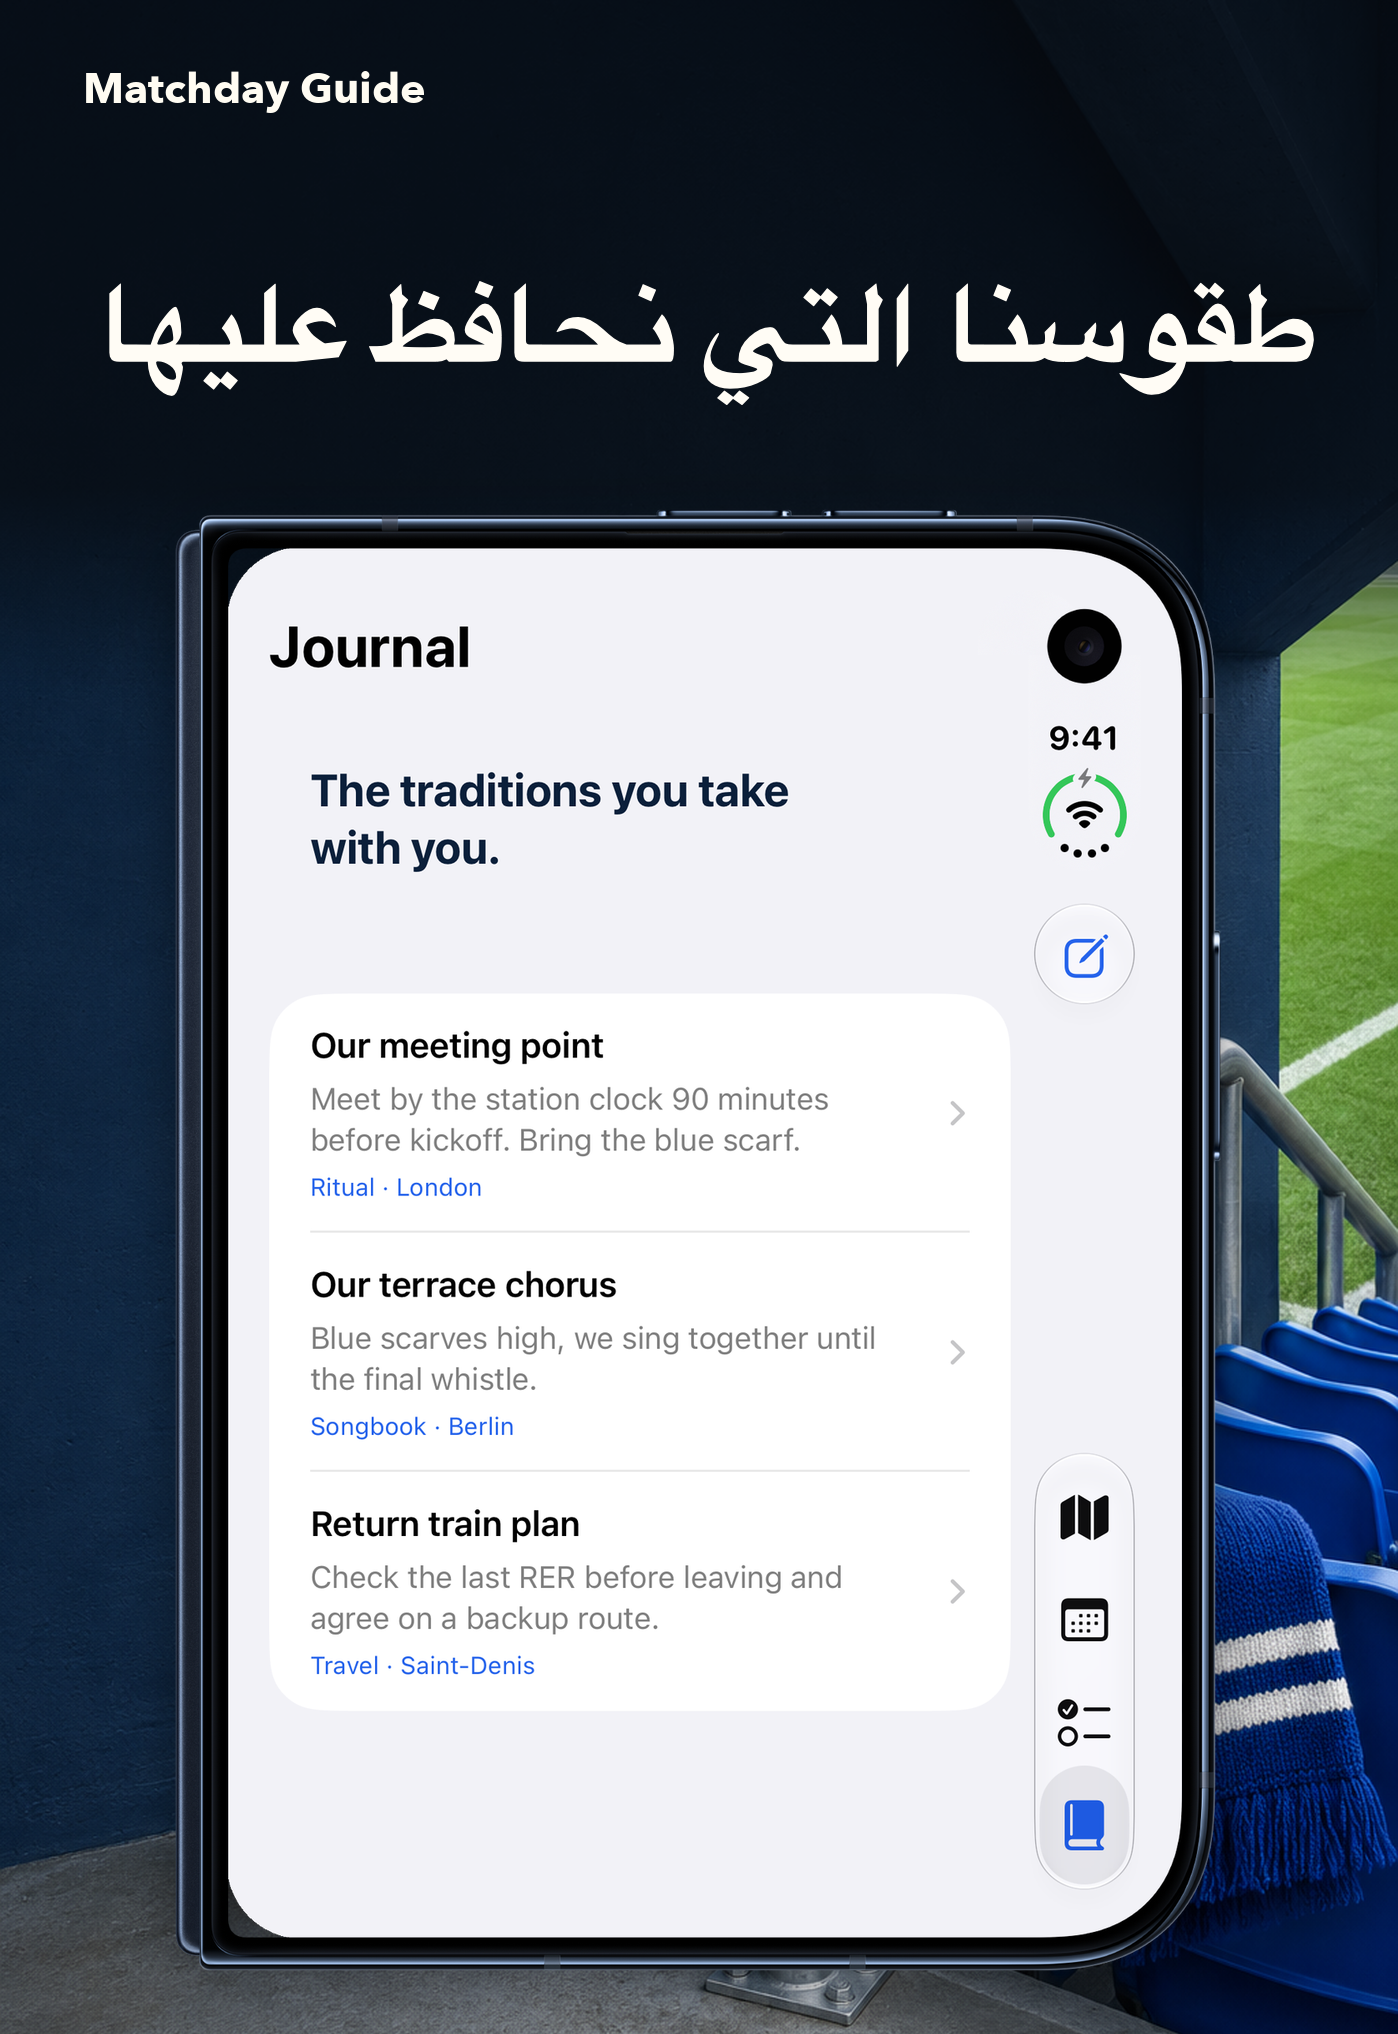 Matchday Guide
طقوسنا التي نحافظ عليها
Journal
9:41
The traditions you take
with you.
Our meeting point
Meet by the station clock 90 minutes
before kickoff. Bring the blue scarf.
Ritual · London
Our terrace chorus
Blue scarves high, we sing together until
the final whistle.
Songbook · Berlin
Return train plan
Check the last RER before leaving and
agree on a backup route.
Travel · Saint-Denis